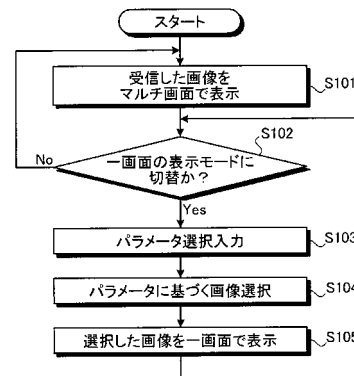 スタート
受信した画像を
マルチ画面で表示
S101
S102
一画面の表示モードに
切替か？
No
Yes
パラメータ選択入力
S103
パラメータに基づく画像選択
S104
選択した画像を一画面で表示
S105